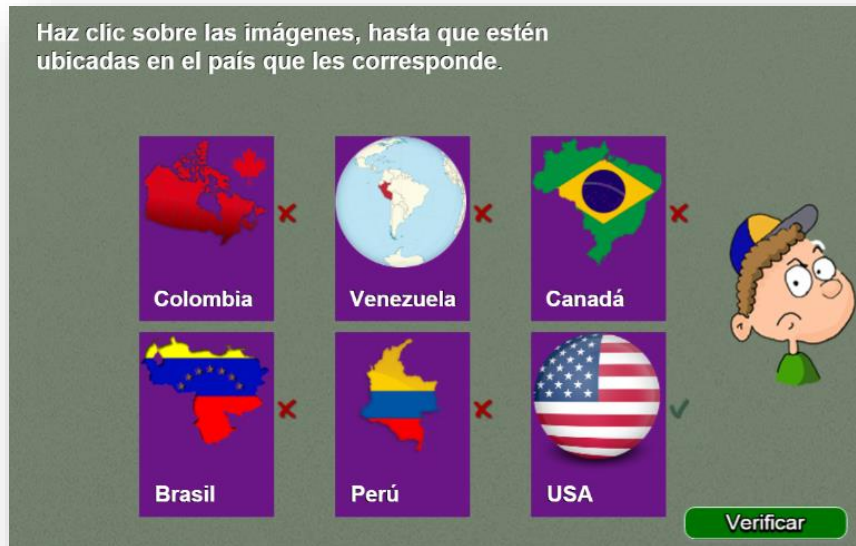 Haz clic sobre las imágenes, hasta que estén
ubicadas en el país que les corresponde.
Colombia
Venezuela
Canadá
Brasil
Perú
USA
Verificar